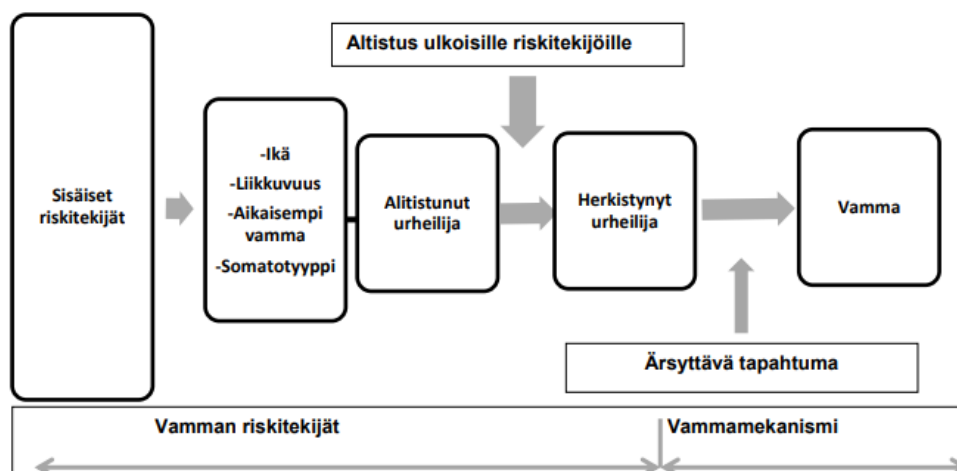 Altistus ulkoisille riskitekijöille
Sisäiset
riskitekijät
-Ikä
-Liikkuvuus
-Aikaisempi
vamma
-Somatotyyppi
Alitistunut
urheilija
Herkistynyt
urheilija
Vamma
Ärsyttävä tapahtuma
Vamman riskitekijät
Vammamekanismi